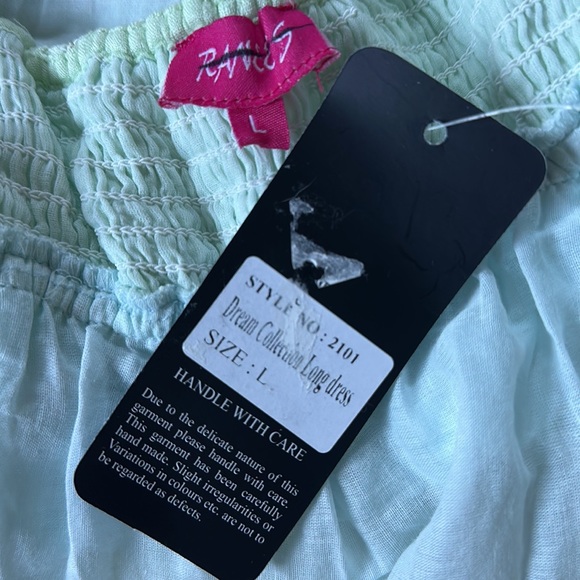 L
STYLE NO : 2101
Dream Collection Long dress
SIZE : L
HANDLE WITH CARE
Due to the delicate nature of this
garment please handle with care.
This garment has been carefully
hand made. Slight irregularities or
Variations in colours etc. are not to
be regarded as defects.